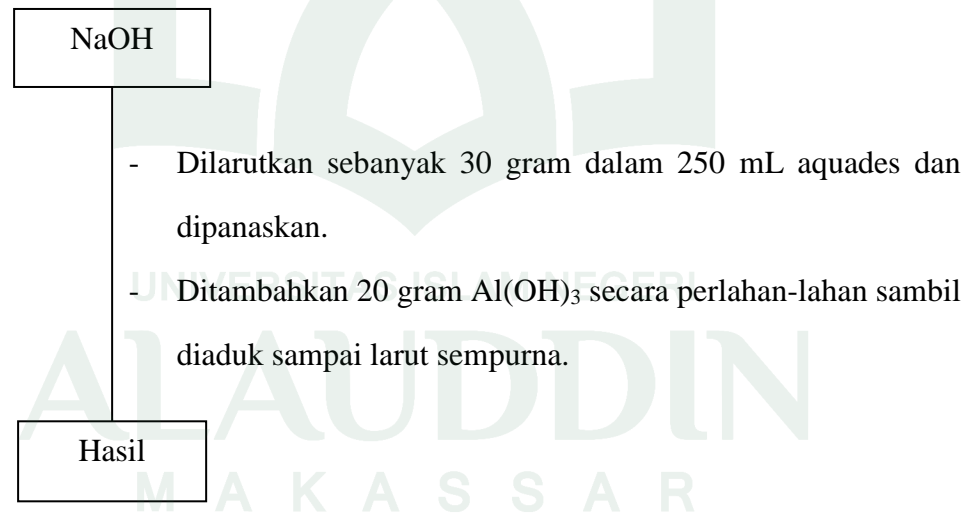 NaOH
- Dilarutkan sebanyak 30 gram dalam 250 mL aquades dan
dipanaskan.
UNIVERSITAS ISLAM NEGERI
- Ditambahkan 20 gram Al(OH)₃ secara perlahan-lahan sambil
diaduk sampai larut sempurna.
ALAUDDIN
Hasil
MAKASSAR